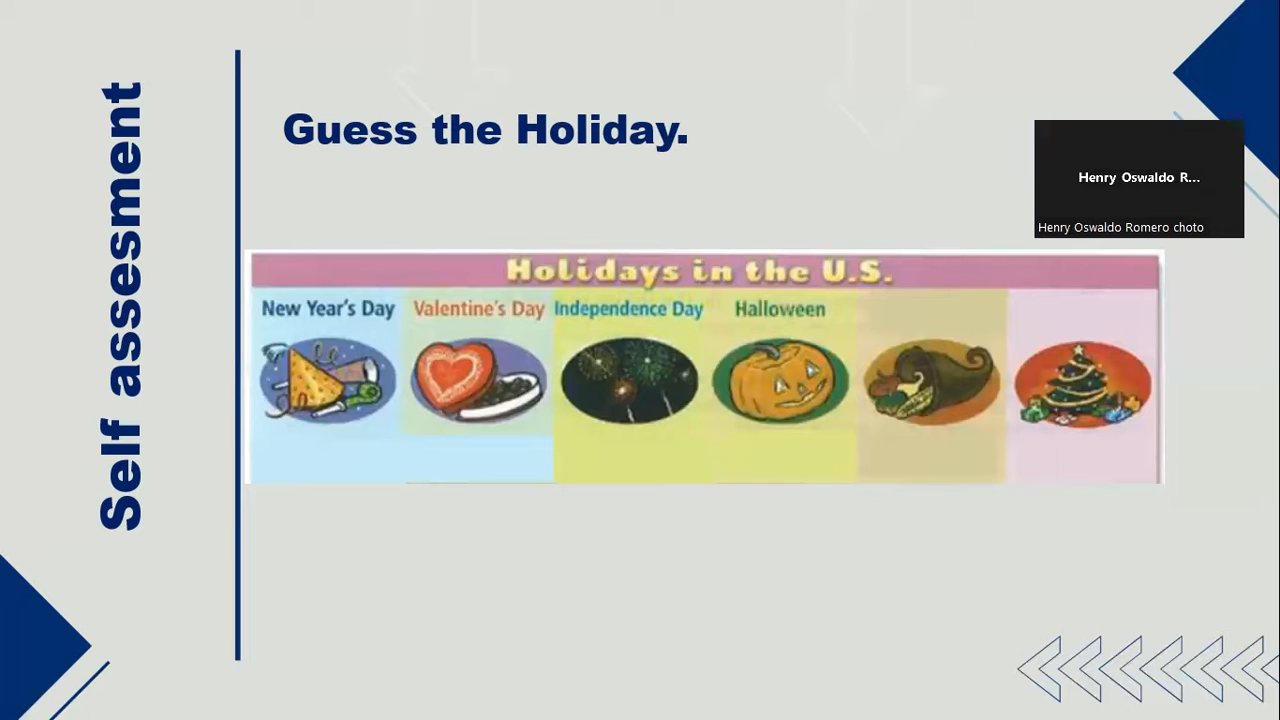 Self assesment
Guess the Holiday.
Henry Oswaldo R...
Henry Oswaldo Romero choto
Holidays in the U.S.
New Year's Day Valentine's Day Independence Day Halloween